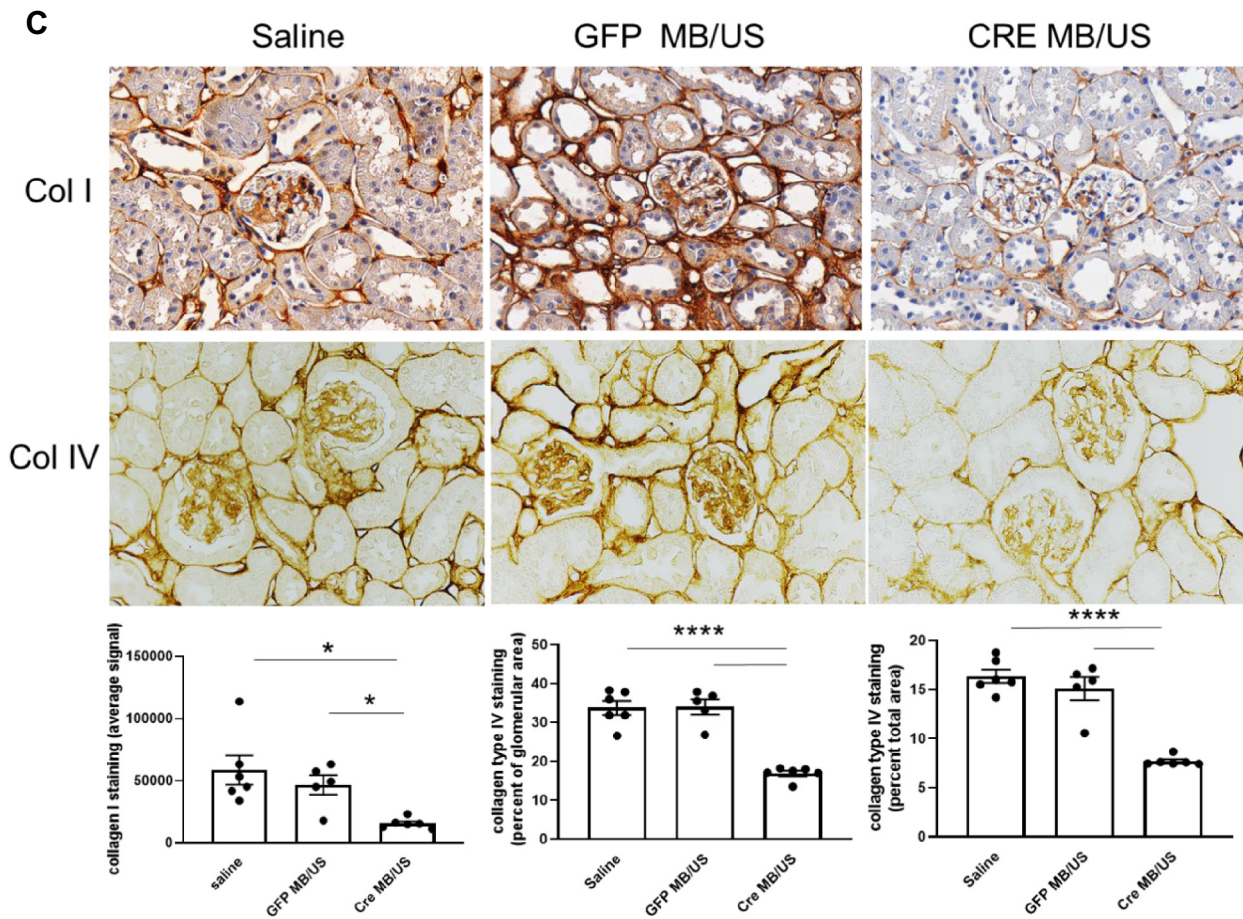 C
Saline
GFP MB/US
CRE MB/US
Col I
Col IV
collagen I staining (average signal)
150000
100000
50000
0
*
*
saline
GFP MB/US
Cre MB/US
collagen type IV staining
(percent of glomerular area)
50
40
30
20
10
0
****
Saline
GFP MB/US
Cre MB/US
collagen type IV staining
(percent total area)
20
15
10
5
0
****
Saline
GFP MB/US
Cre MB/US